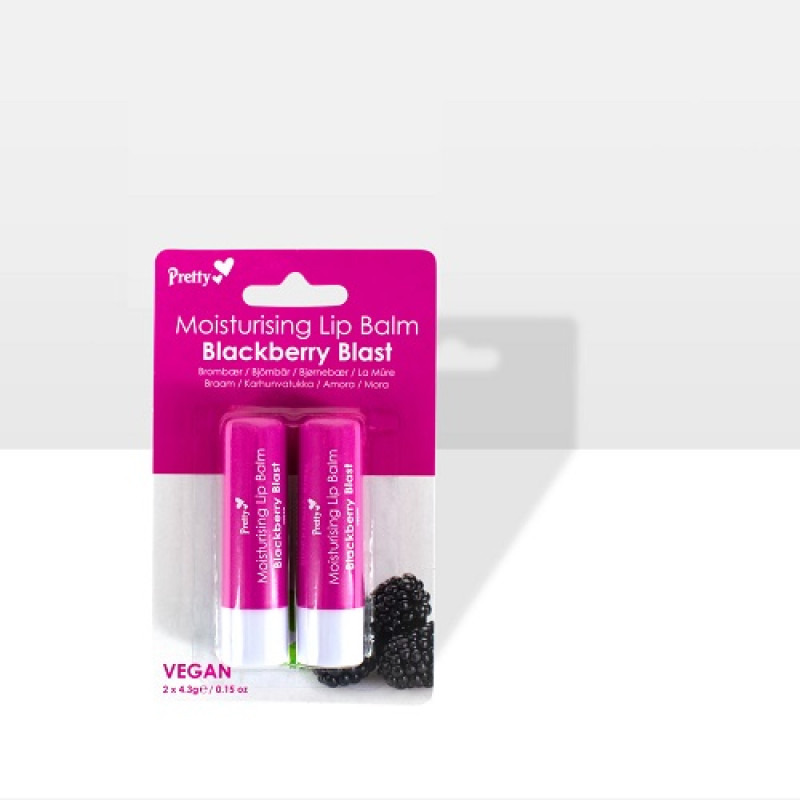 Pretty
Moisturising Lip Balm
Blackberry Blast
Brombær / Björnbär / Bjørnebær / La Mûre
Braam / Karhunvatukka / Amora / Mora
Pretty
Moisturising Lip Balm
Blackberry Blast
Pretty
Moisturising Lip Balm
Blackberry Blast
VEGAN
2 x 4.3g℮ / 0.15 oz